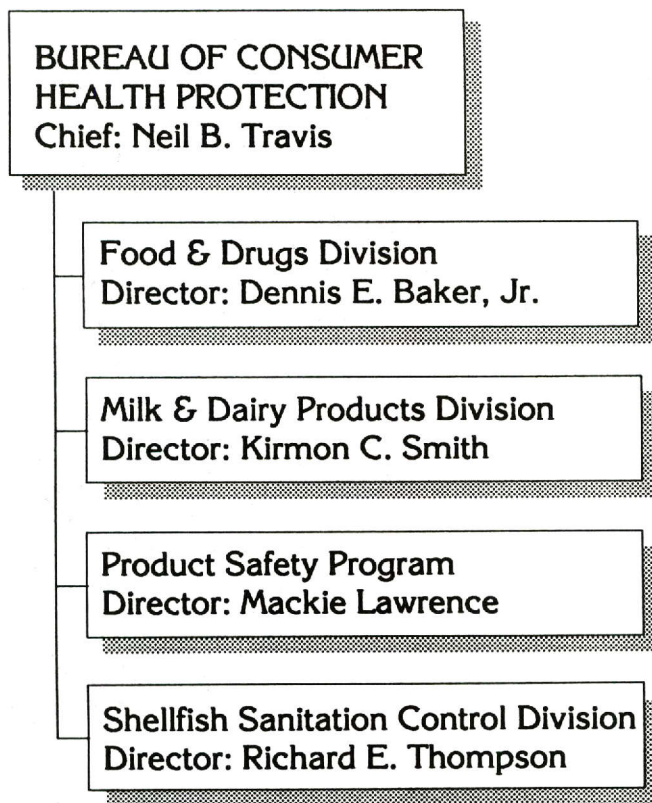 BUREAU OF CONSUMER
HEALTH PROTECTION
Chief: Neil B. Travis
Food & Drugs Division
Director: Dennis E. Baker, Jr.
Milk & Dairy Products Division
Director: Kirmon C. Smith
Product Safety Program
Director: Mackie Lawrence
Shellfish Sanitation Control Division
Director: Richard E. Thompson